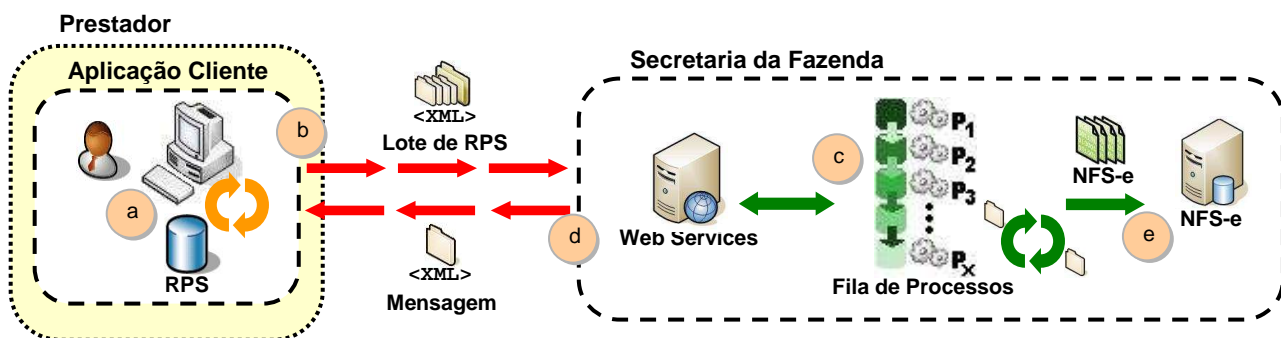 Prestador
Aplicação Cliente
Secretaria da Fazenda
a
RPS
b
<XML>
Lote de RPS
<XML>
Mensagem
d
Web Services
c
P1
P2
P3
Px
Fila de Processos
NFS-e
e
NFS-e